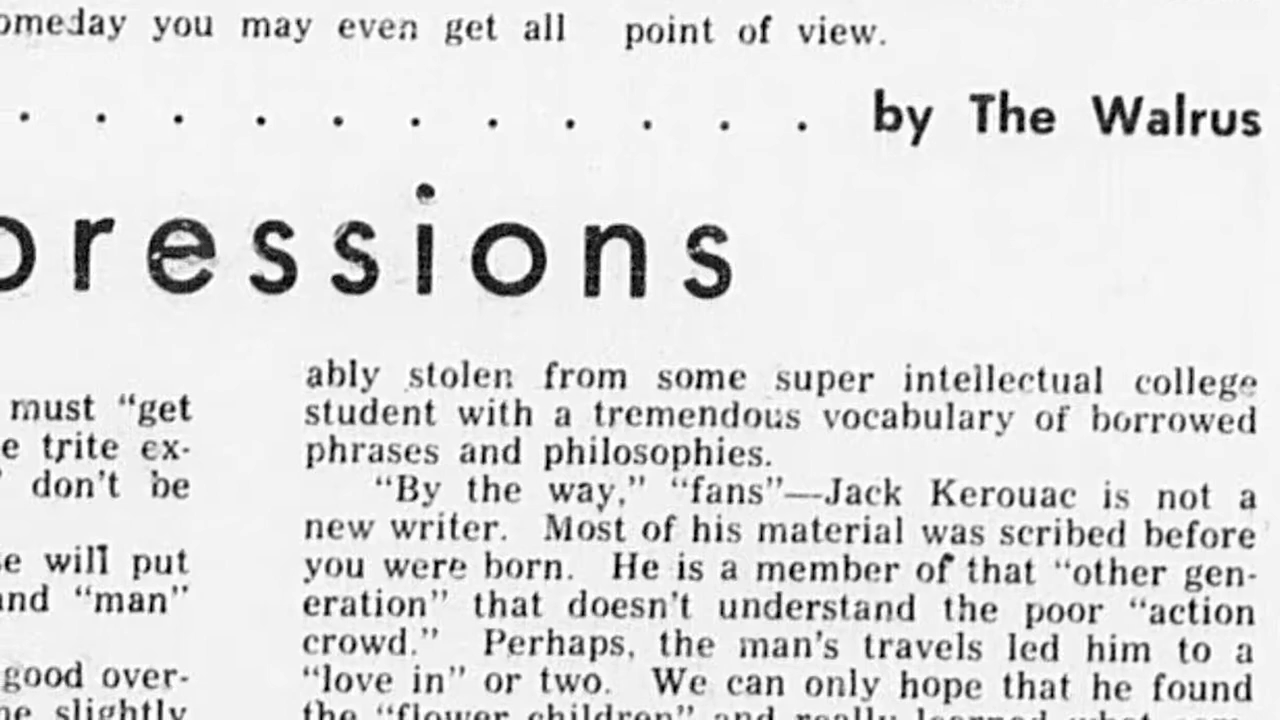 someday you may even get all point of view.
. . . . . . . . . . . by The Walrus
pressions
must “get
e trite ex-
” don't be
e will put
and “man”
good over-
he slightly
ably stolen from some super intellectual college
student with a tremendous vocabulary of borrowed
phrases and philosophies.
“By the way,” “fans”—Jack Kerouac is not a
new writer. Most of his material was scribed before
you were born. He is a member of that “other gen-
eration” that doesn't understand the poor “action
crowd.” Perhaps, the man's travels led him to a
“love in” or two. We can only hope that he found
the “flower children” and really learned what